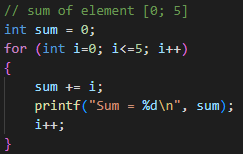 // sum of element [0; 5]
int sum = 0;
for (int i=0; i<=5; i++)
{
    sum += i;
    printf("Sum = %d\n", sum);
    i++;
}